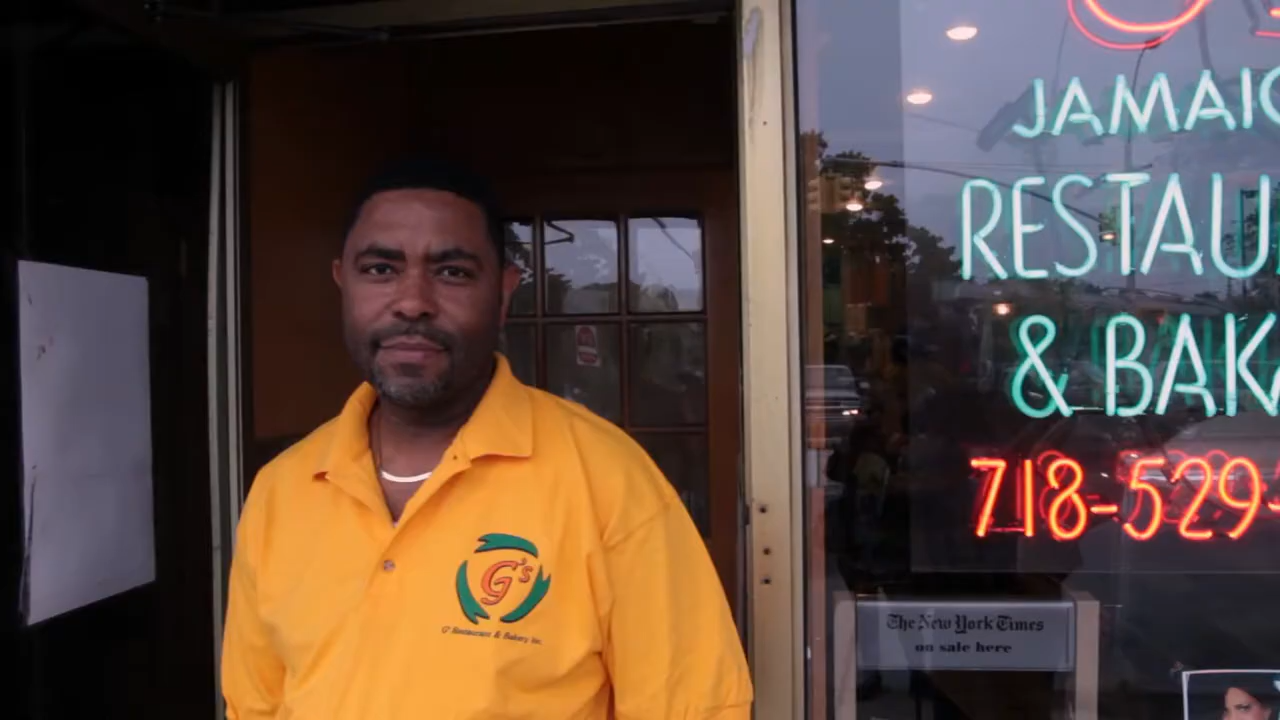 JAMAIC
RESTAU
& BAK
718-529-
G's
G' Restaurant & Bakery Inc.
The New York Times
on sale here